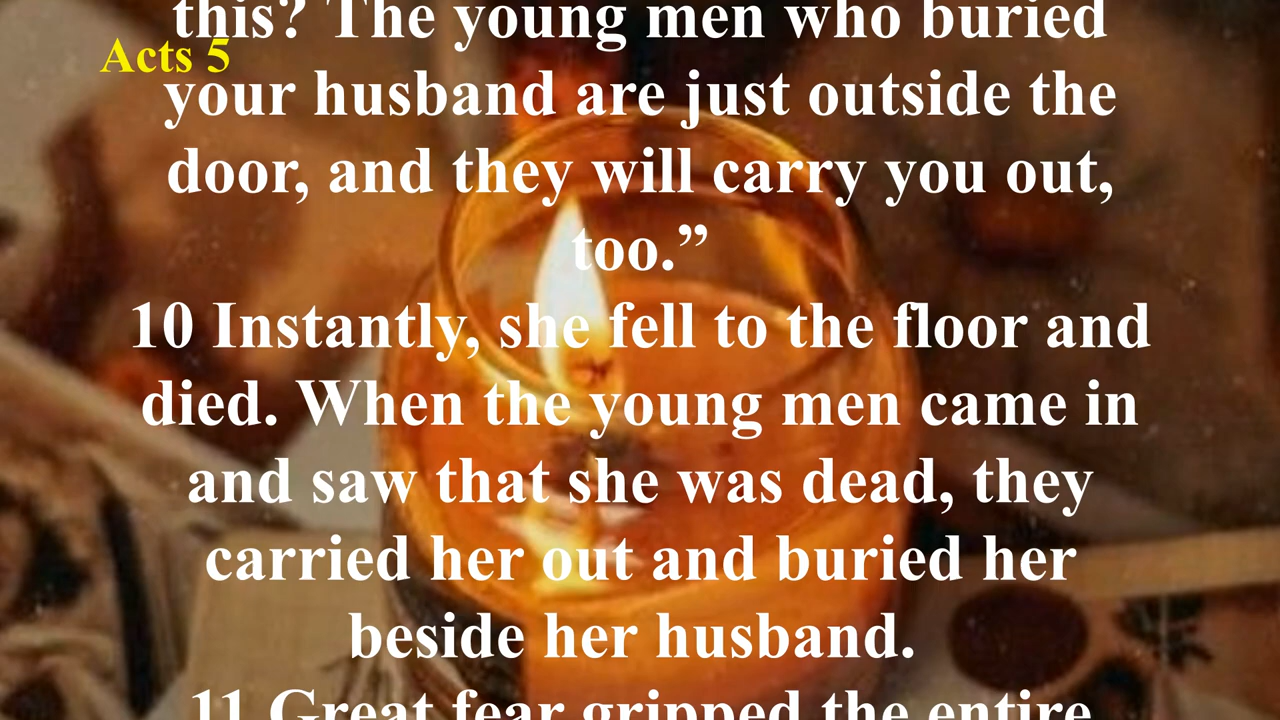 this? The young men who buried
Acts 5
your husband are just outside the
door, and they will carry you out,
too.”
10 Instantly, she fell to the floor and
died. When the young men came in
and saw that she was dead, they
carried her out and buried her
beside her husband.
11 Great fear gripped the entire